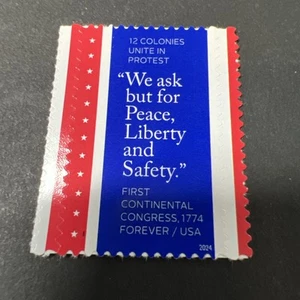 12 COLONIES
UNITE IN
PROTEST
“We ask
but for
Peace,
Liberty
and
Safety.”
FIRST
CONTINENTAL
CONGRESS, 1774
FOREVER / USA
2024